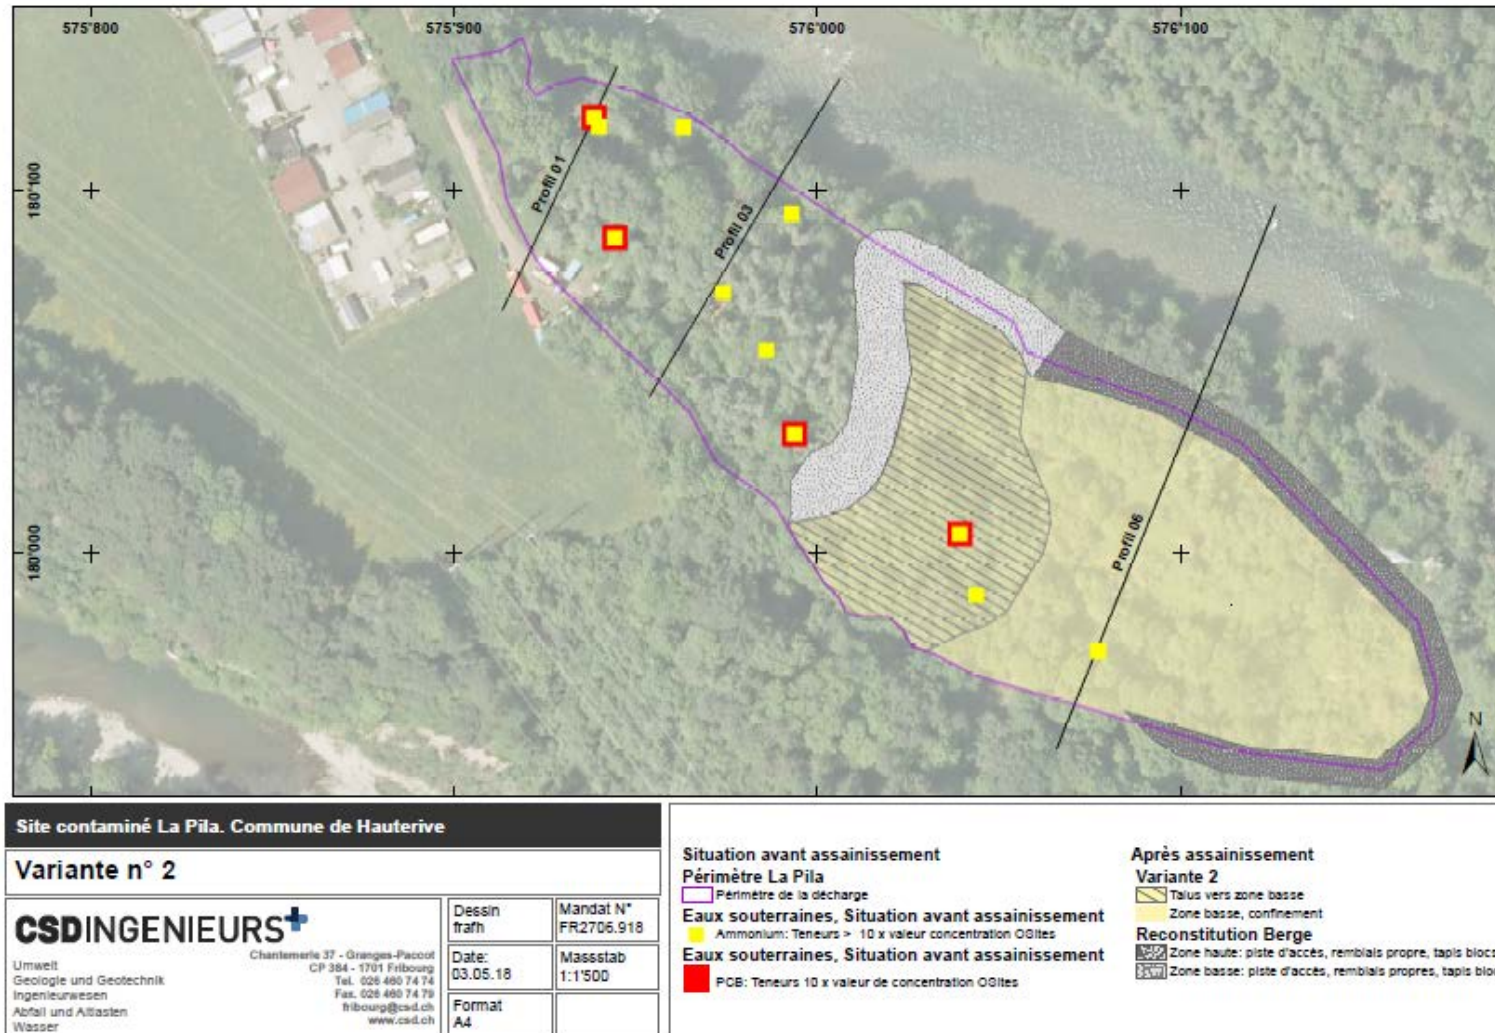 575'800
575'900
576'000
576'100
180'100
180'000
Profil 01
Profil 03
Profil 06
N
Site contaminé La Pila. Commune de Hauterive
Variante n° 2
CSDINGENIEURS+
Umwelt
Geologie und Geotechnik
Ingenieurwesen
Abfall und Altlasten
Wasser
Chantemerle 37 - Granges-Paccot
CP 384 - 1701 Fribourg
Tel. 026 460 74 74
Fax. 026 460 74 79
fribourg@csd.ch
www.csd.ch
Dessin
frafh
Mandat N°
FR2706.918
Date:
03.05.18
Massstab
1:1'500
Format
A4
Situation avant assainissement
Périmètre La Pila
Périmètre de la décharge
Eaux souterraines, Situation avant assainissement
Ammonium: Teneurs > 10 x valeur concentration OSites
Eaux souterraines, Situation avant assainissement
PCB: Teneurs 10 x valeur de concentration OSites
Après assainissement
Variante 2
Talus vers zone basse
Zone basse, confinement
Reconstitution Berge
Zone haute: piste d'accès, remblais propre, tapis blocs
Zone basse: piste d'accès, remblais propres, tapis bloc